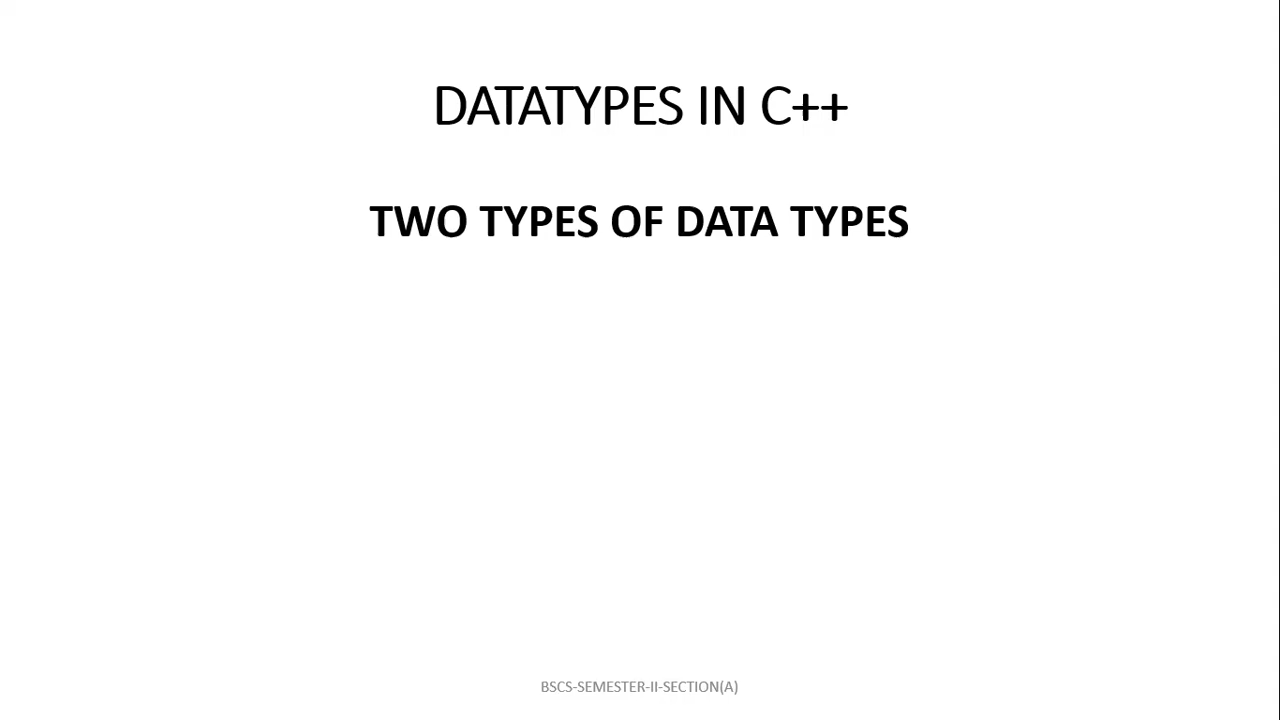 DATATYPES IN C++
TWO TYPES OF DATA TYPES
BSCS-SEMESTER-II-SECTION(A)